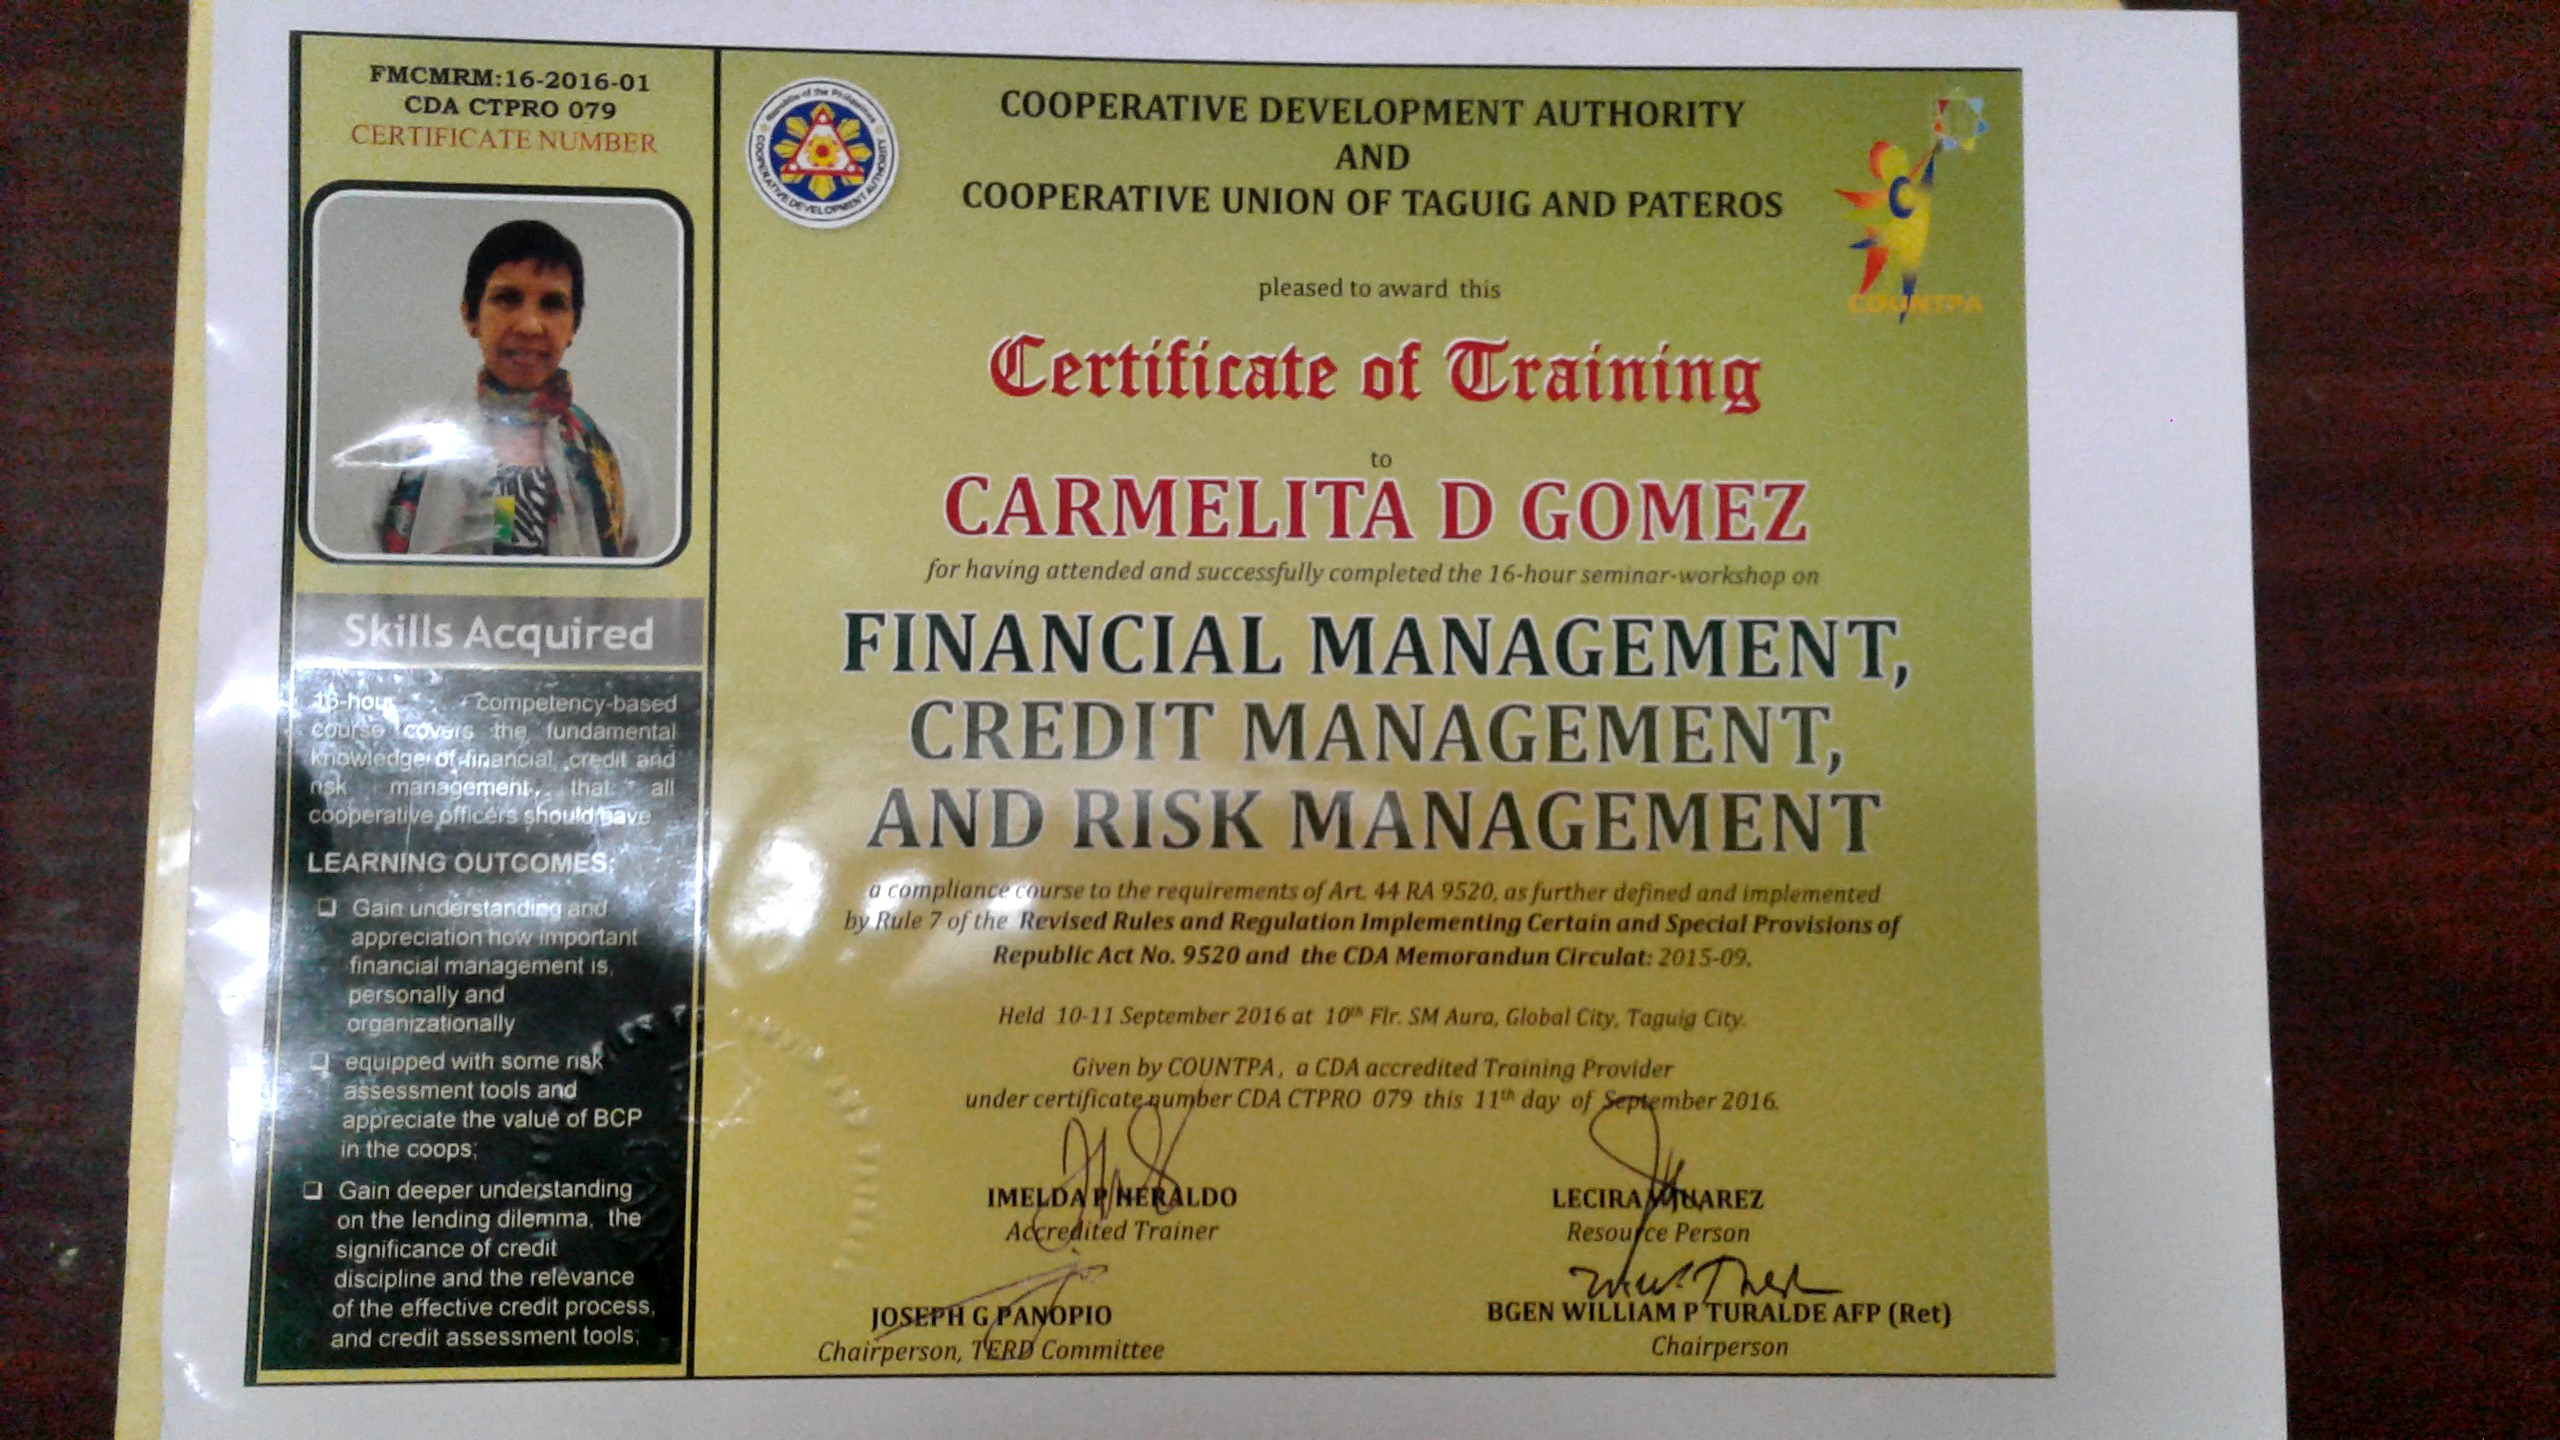 FMCMRM:16-2016-01
CDA CTPRO 079
CERTIFICATE NUMBER
Skills Acquired
16-hour competency-based
course covers the fundamental
knowledge of financial, credit and
risk management, that all
cooperative officers should have
LEARNING OUTCOMES:
❑ Gain understanding and
appreciation how important
financial management is,
personally and
organizationally
❑ equipped with some risk
assessment tools and
appreciate the value of BCP
in the coops;
❑ Gain deeper understanding
on the lending dilemma, the
significance of credit
discipline and the relevance
of the effective credit process,
and credit assessment tools;
Republic of the Philippines
COOPERATIVE DEVELOPMENT AUTHORITY
COOPERATIVE DEVELOPMENT AUTHORITY
AND
COOPERATIVE UNION OF TAGUIG AND PATEROS
C
COUNTPA
pleased to award this
Certificate of Training
to
CARMELITA D GOMEZ
for having attended and successfully completed the 16-hour seminar-workshop on
FINANCIAL MANAGEMENT,
CREDIT MANAGEMENT,
AND RISK MANAGEMENT
a compliance course to the requirements of Art. 44 RA 9520, as further defined and implemented
by Rule 7 of the Revised Rules and Regulation Implementing Certain and Special Provisions of
Republic Act No. 9520 and the CDA Memorandun Circulat: 2015-09.
Held 10-11 September 2016 at 10th Flr. SM Aura, Global City, Taguig City.
Given by COUNTPA, a CDA accredited Training Provider
under certificate number CDA CTPRO 079 this 11th day of September 2016.
IMELDA P HERALDO
Accredited Trainer
LECIRA JUAREZ
Resource Person
JOSEPH G PANOPIO
Chairperson, TERD Committee
BGEN WILLIAM P TURALDE AFP (Ret)
Chairperson